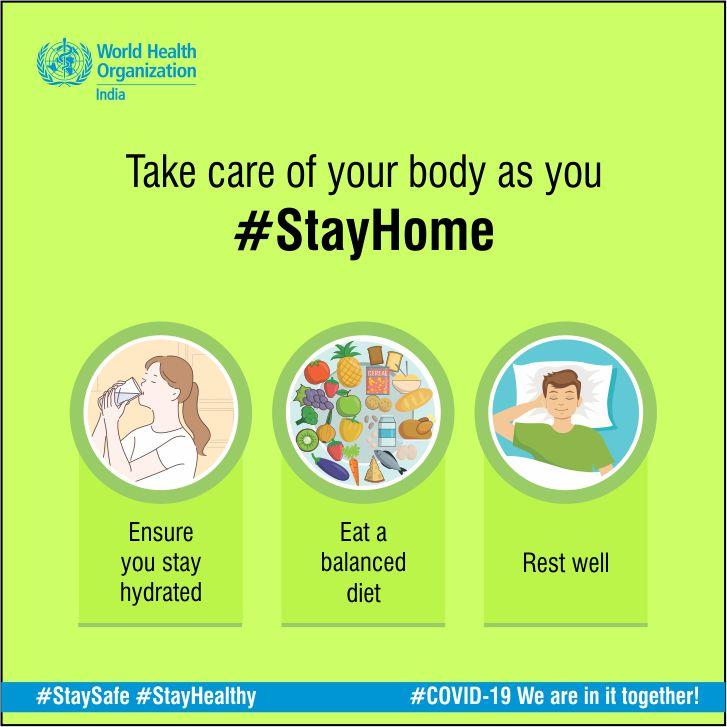 World Health
Organization
India
Take care of your body as you
#StayHome
CEREAL
Ensure
you stay
hydrated
Eat a
balanced
diet
Rest well
#StaySafe #StayHealthy
#COVID-19 We are in it together!